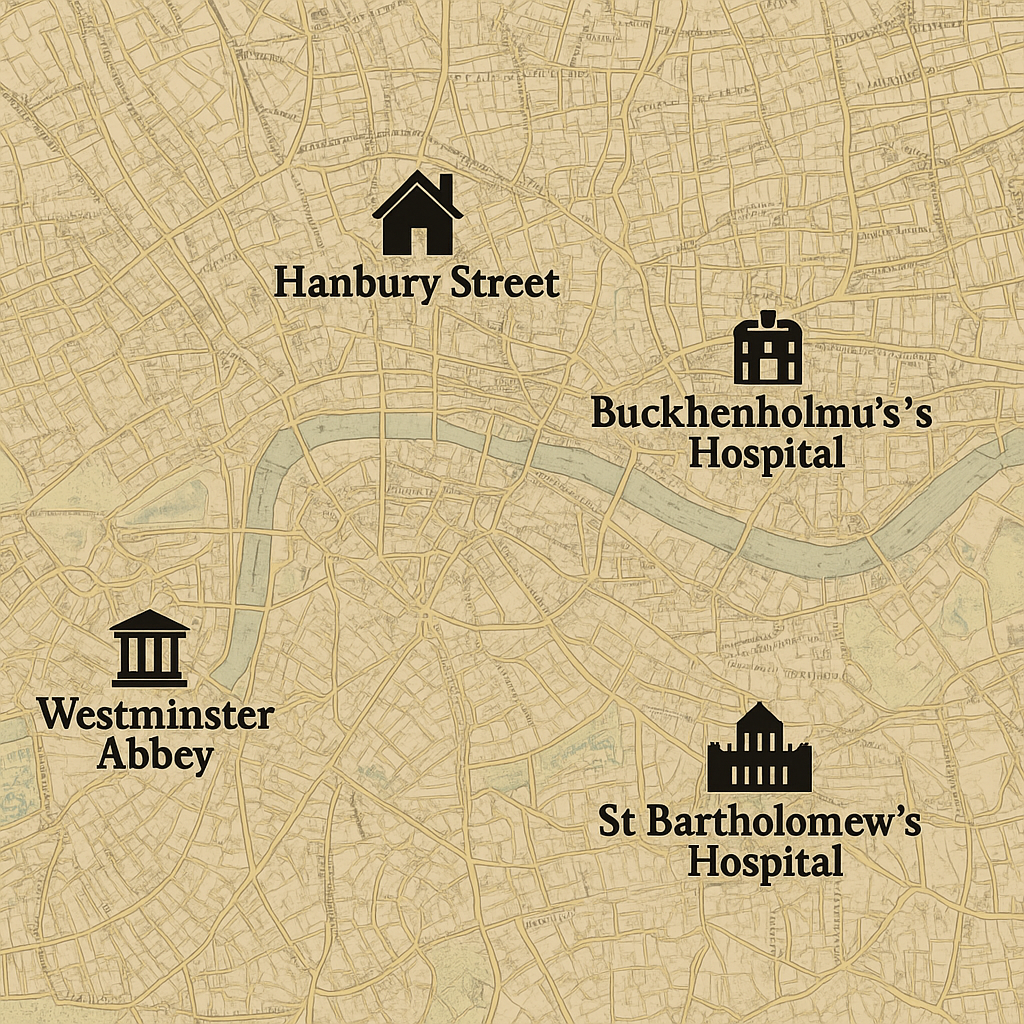 Hanbury Street
Buckhenholmu’s’s
Hospital
Westminster
Abbey
St Bartholomew’s
Hospital